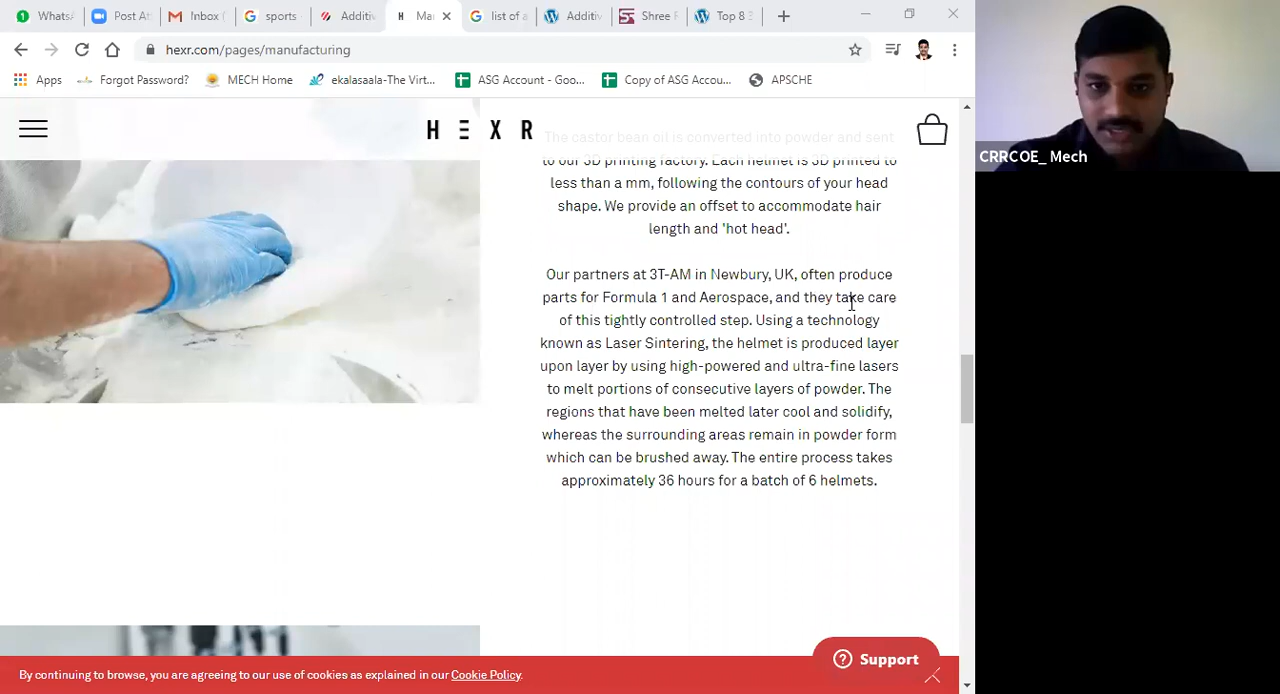 1 WhatsA
Post At
Inbox (
sports
Additiv
Ma
list of a
Additiv
Shree R
Top 8
hexr.com/pages/manufacturing
Apps
Forgot Password?
MECH Home
ekalasaala-The Virt...
ASG Account - Goo...
Copy of ASG Accou...
APSCHE
HEXR
The castor bean oil is converted into powder and sent
to our 3D printing factory. Each helmet is 3D printed to
less than a mm, following the contours of your head
shape. We provide an offset to accommodate hair
length and 'hot head'.
Our partners at 3T-AM in Newbury, UK, often produce
parts for Formula 1 and Aerospace, and they take care
of this tightly controlled step. Using a technology
known as Laser Sintering, the helmet is produced layer
upon layer by using high-powered and ultra-fine lasers
to melt portions of consecutive layers of powder. The
regions that have been melted later cool and solidify,
whereas the surrounding areas remain in powder form
which can be brushed away. The entire process takes
approximately 36 hours for a batch of 6 helmets.
Support
By continuing to browse, you are agreeing to our use of cookies as explained in our Cookie Policy.
CRRCOE_ Mech